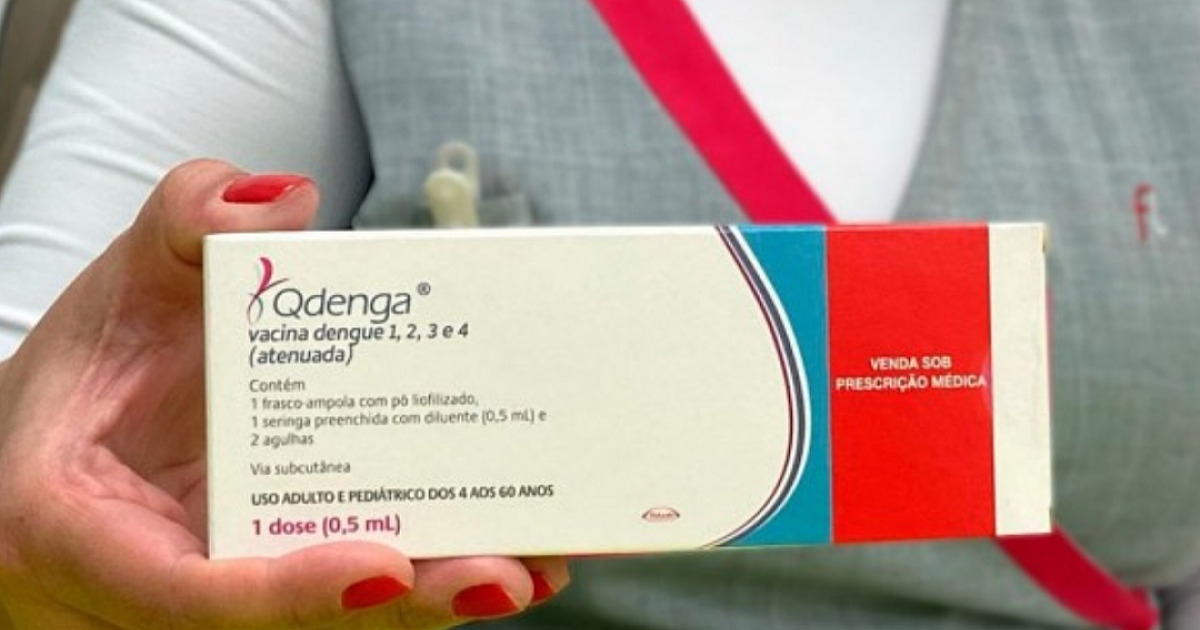 Qdenga®
vacina dengue 1, 2, 3 e 4
(atenuada)
Contém
1 frasco-ampola com pó liofilizado,
1 seringa preenchida com diluente (0,5 mL) e
2 agulhas
Via subcutânea
USO ADULTO E PEDIÁTRICO DOS 4 AOS 60 ANOS
1 dose (0,5 mL)
Takeda
VENDA SOB
PRESCRIÇÃO MÉDICA
f